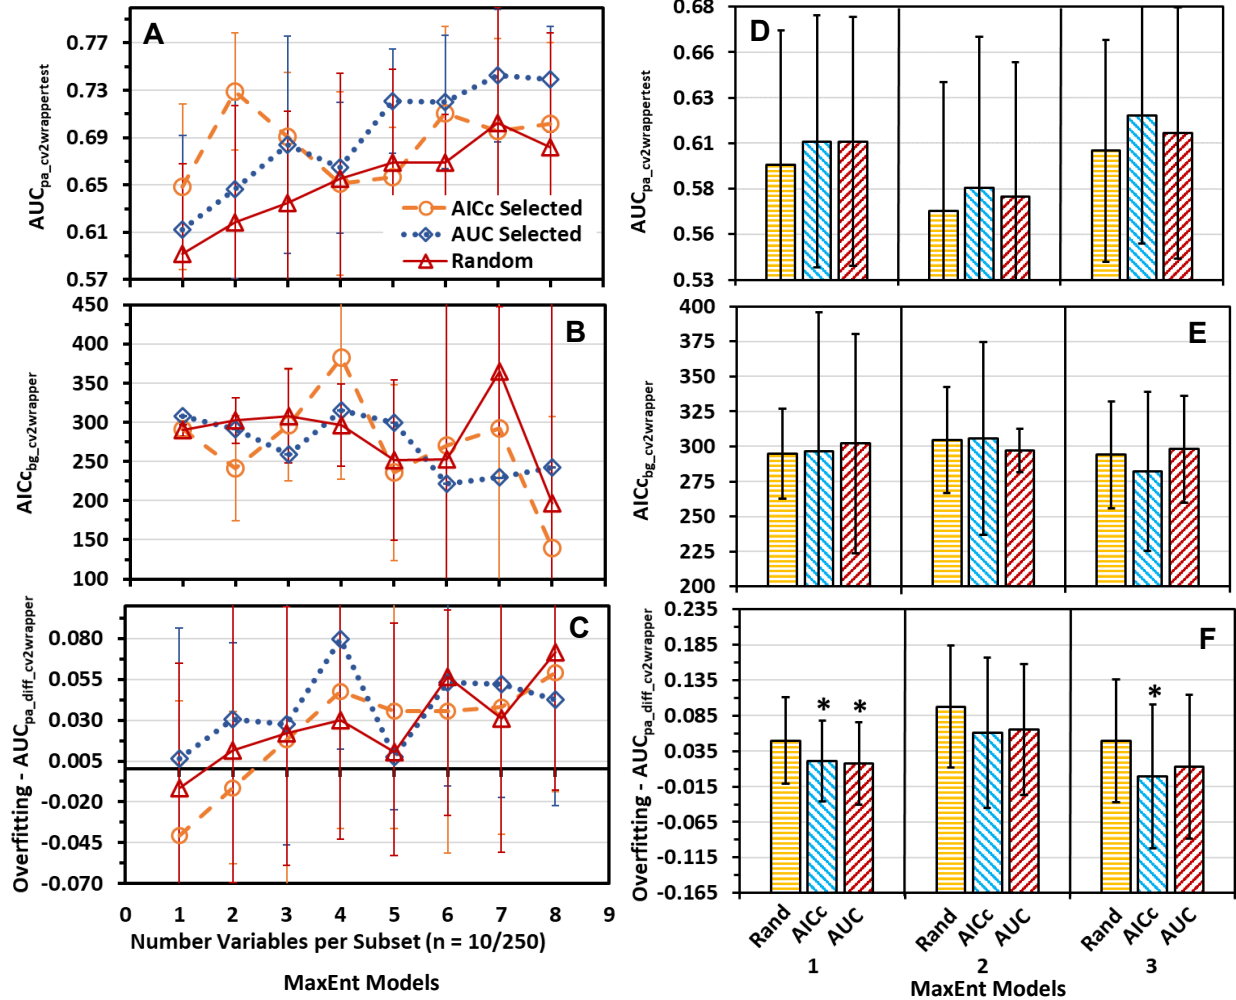 A
AUCpa_cv2wrappertest
0.77
0.73
0.69
0.65
0.61
0.57
AICc Selected
AUC Selected
Random
B
AICcbg_cv2wrapper
450
400
350
300
250
200
150
100
C
Overfitting - AUCpa_diff_cv2wrapper
0.080
0.055
0.030
0.005
-0.020
-0.045
-0.070
0 1 2 3 4 5 6 7 8 9
Number Variables per Subset (n = 10/250)
MaxEnt Models
D
AUCpa_cv2wrappertest
0.68
0.66
0.63
0.61
0.58
0.56
0.53
E
AICcbg_cv2wrapper
400
375
350
325
300
275
250
225
200
F
Overfitting - AUCpa_diff_cv2wrapper
0.235
0.185
0.135
0.085
0.035
-0.015
-0.065
-0.115
-0.165
* * *
Rand AICc AUC Rand AICc AUC Rand AICc AUC
1 2 3
MaxEnt Models